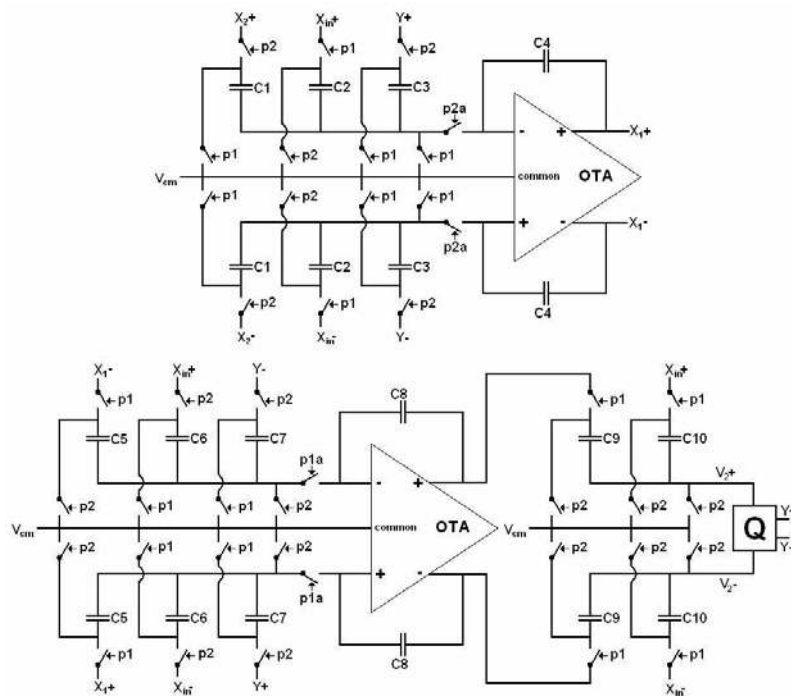 X2+ Xin+ Y+
p2 p1 p2 C4
C1 C2 C3
p2a
- + X1+
p1 p2 p1 p1
Vcm common OTA
p1 p2 p1 p1
+ - X1-
p2a
C1 C2 C3
C4
p2 p1 p2
X2- Xin- Y-
X1- Xin+ Y- Xin+
p1 p2 p2 C8 p1 p1
C5 C6 C7 C9 C10
p1a
- + V2+
p2 p1 p1 p2 p2 p2 p2
Vcm common OTA Vcm Q Y+
p2 p1 p1 p2 p2 p2 p2 Y-
+ - V2-
p1a
C5 C6 C7 C9 C10
C8
p1 p2 p2 p1 p1
X1+ Xin- Y+ Xin-